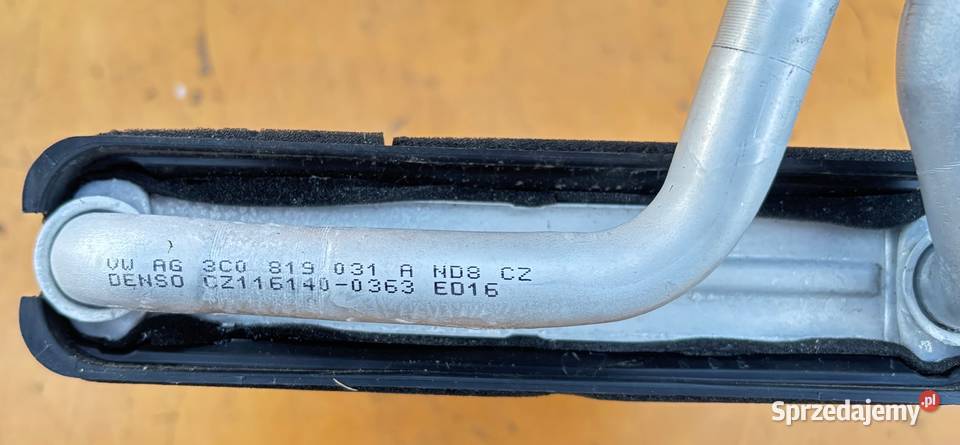 VW AG 3C0 819 031 A ND8 CZ
DENSO CZ116140-0363 E016
Sprzedajemy.pl